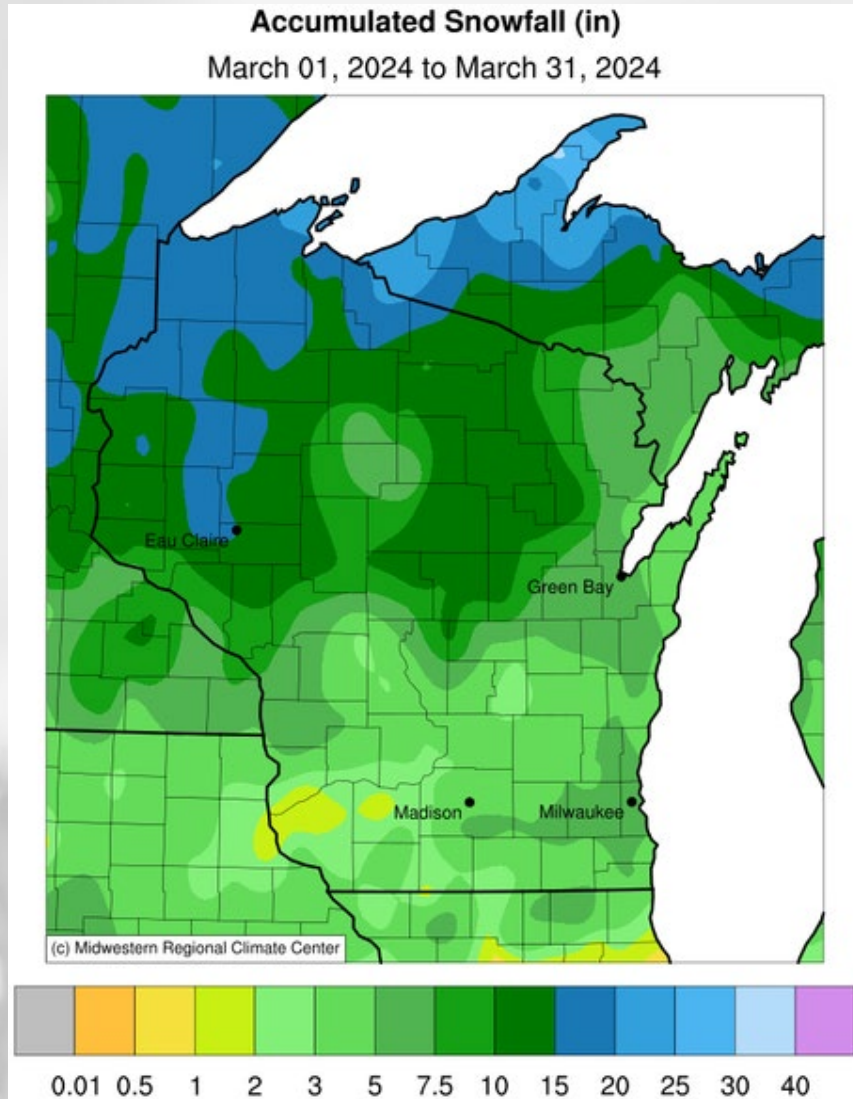 Accumulated Snowfall (in)
March 01, 2024 to March 31, 2024
Eau Claire
Green Bay
Madison
Milwaukee
(c) Midwestern Regional Climate Center
0.01 0.5 1 2 3 5 7.5 10 15 20 25 30 40